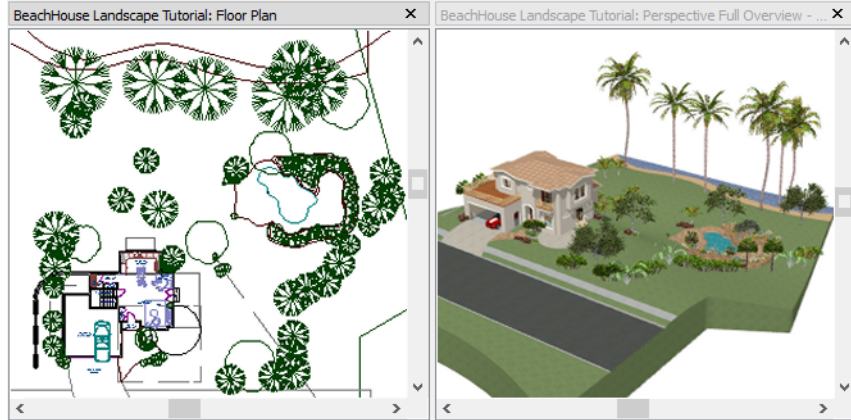 BeachHouse Landscape Tutorial: Floor Plan
BeachHouse Landscape Tutorial: Perspective Full Overview - ...